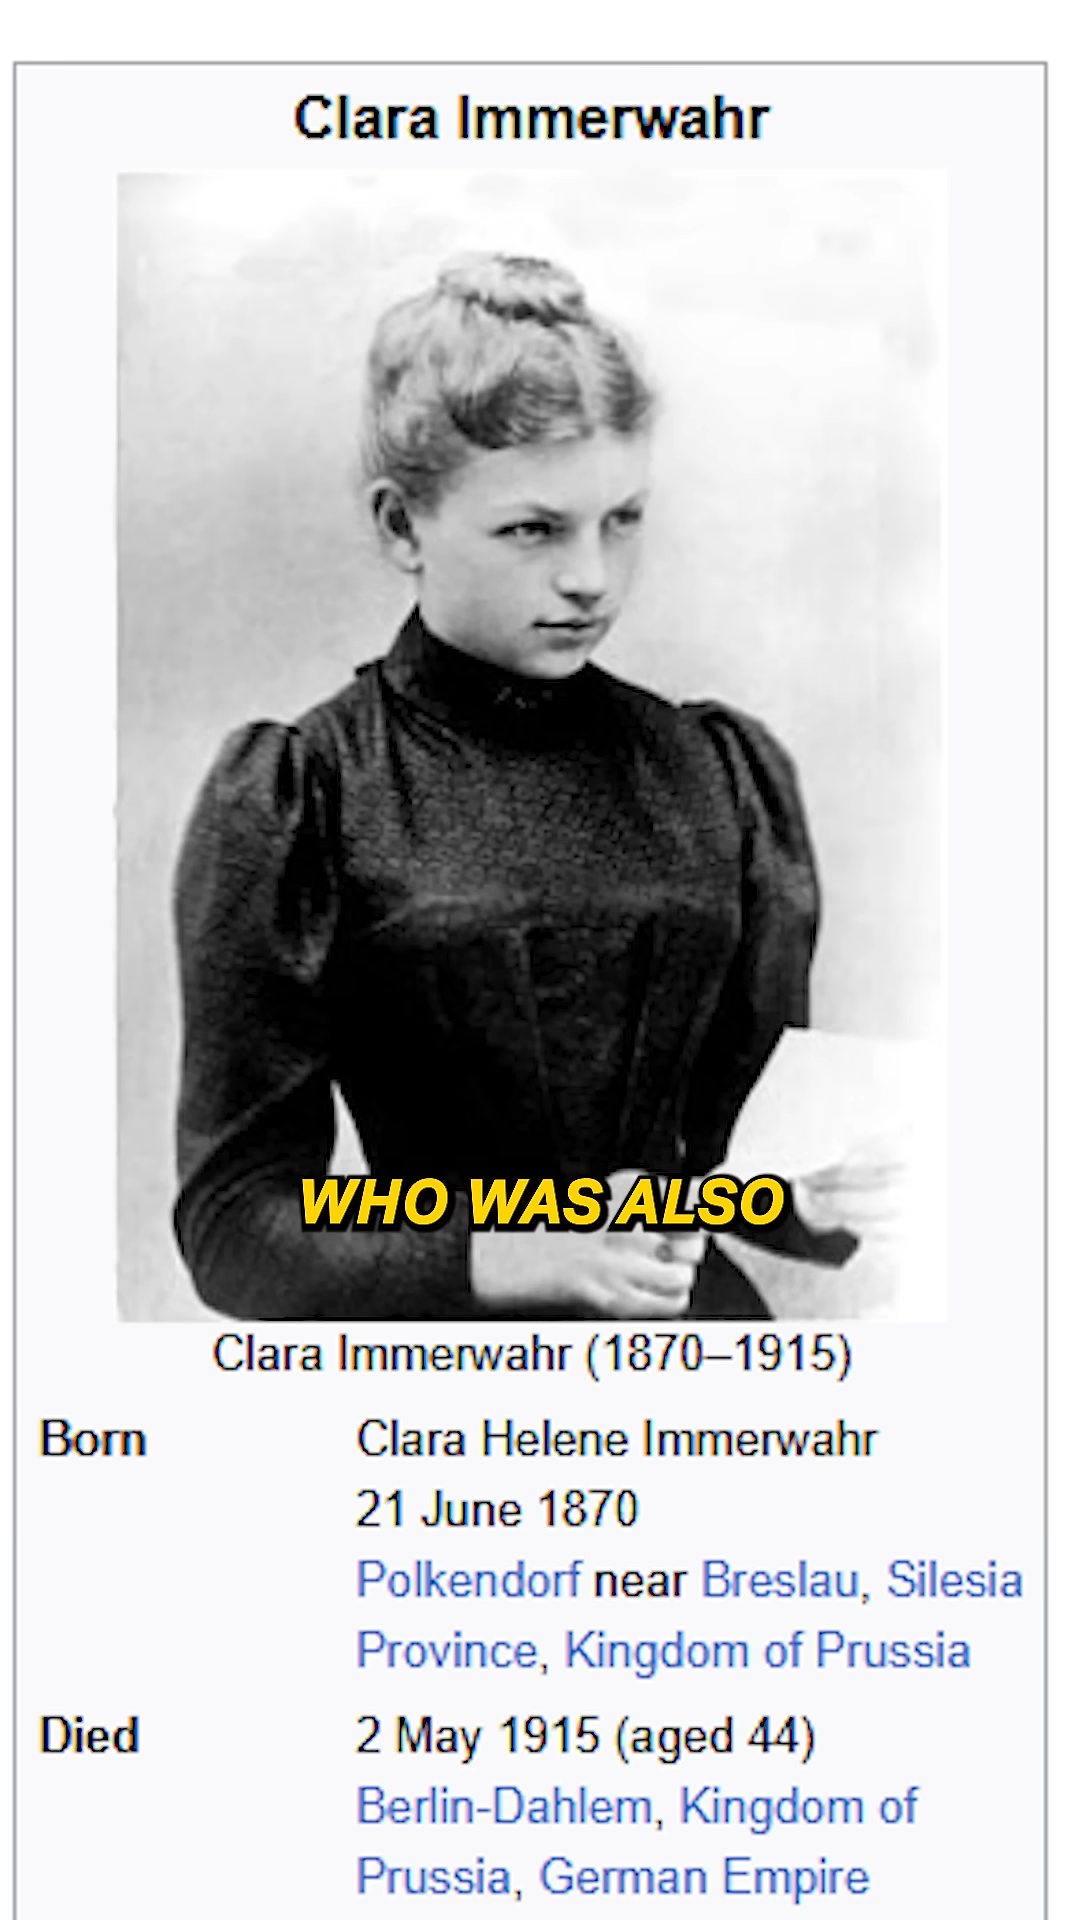 Clara Immerwahr
WHO WAS ALSO
Clara Immerwahr (1870–1915)
Born Clara Helene Immerwahr
21 June 1870
Polkendorf near Breslau, Silesia
Province, Kingdom of Prussia
Died 2 May 1915 (aged 44)
Berlin-Dahlem, Kingdom of
Prussia, German Empire